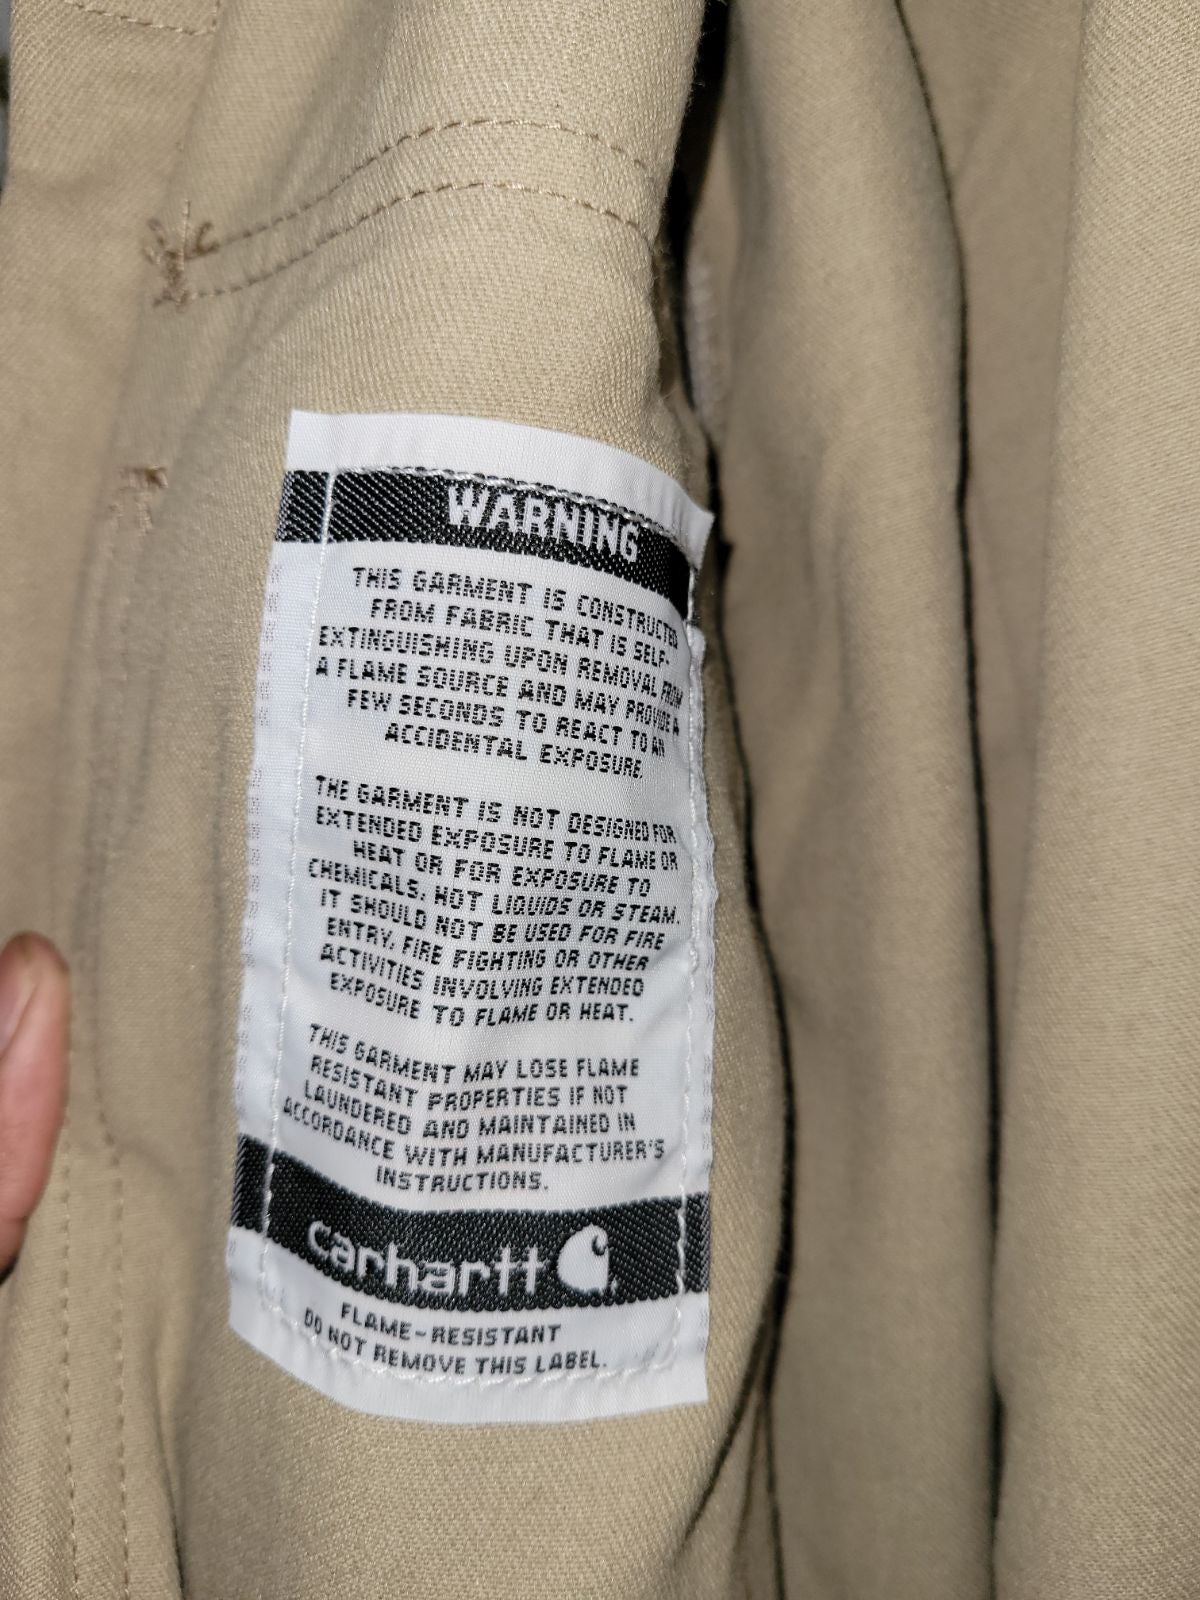 WARNING
THIS GARMENT IS CONSTRUCTED
FROM FABRIC THAT IS SELF-
EXTINGUISHING UPON REMOVAL FROM
A FLAME SOURCE AND MAY PROVIDE A
FEW SECONDS TO REACT TO AN
ACCIDENTAL EXPOSURE.
THE GARMENT IS NOT DESIGNED FOR
EXTENDED EXPOSURE TO FLAME OR
HEAT OR FOR EXPOSURE TO
CHEMICALS, HOT LIQUIDS OR STEAM.
IT SHOULD NOT BE USED FOR FIRE
ENTRY, FIRE FIGHTING OR OTHER
ACTIVITIES INVOLVING EXTENDED
EXPOSURE TO FLAME OR HEAT.
THIS GARMENT MAY LOSE FLAME
RESISTANT PROPERTIES IF NOT
LAUNDERED AND MAINTAINED IN
ACCORDANCE WITH MANUFACTURER'S
INSTRUCTIONS.
carhartt
FLAME-RESISTANT
DO NOT REMOVE THIS LABEL.